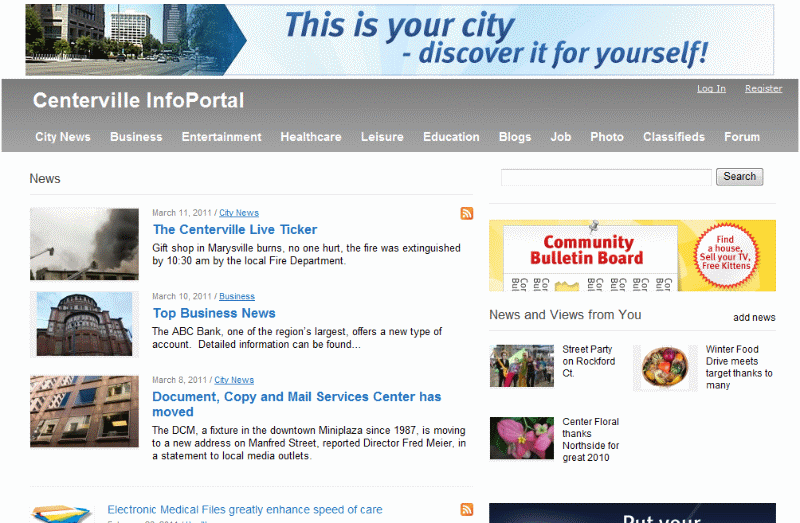 This is your city
- discover it for yourself!
Log In Register
Centerville InfoPortal
City News Business Entertainment Healthcare Leisure Education Blogs Job Photo Classifieds Forum
News
March 11, 2011 / City News
The Centerville Live Ticker
Gift shop in Marysville burns, no one hurt, the fire was extinguished
by 10:30 am by the local Fire Department.
March 10, 2011 / Business
Top Business News
The ABC Bank, one of the region's largest, offers a new type of
account. Detailed information can be found...
March 8, 2011 / City News
Document, Copy and Mail Services Center has
moved
The DCM, a fixture in the downtown Miniplaza since 1987, is moving
to a new address on Manfred Street, reported Director Fred Meier, in
a statement to local media outlets.
Electronic Medical Files greatly enhance speed of care
Search
Community
Bulletin Board
Find
a house,
Sell your TV,
Free Kittens
News and Views from You
add news
Street Party
on Rockford
Ct.
Winter Food
Drive meets
target thanks to
many
Center Floral
thanks
Northside for
great 2010
Put your